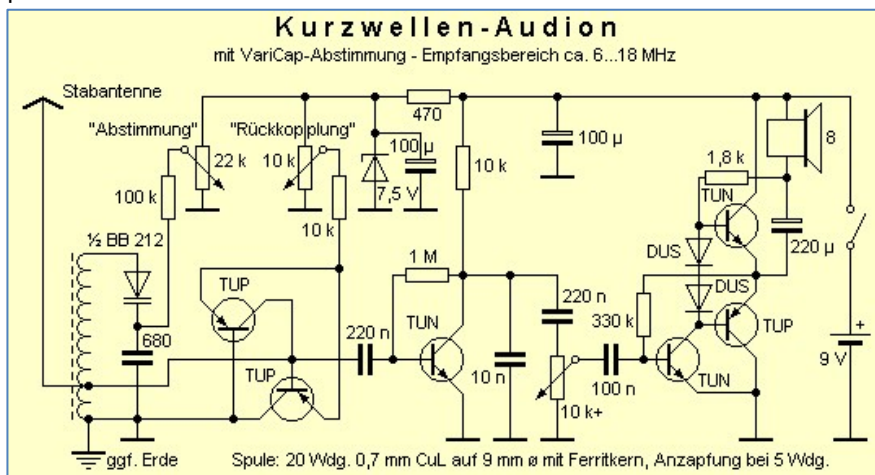 Kurzwellen-Audion
mit VariCap-Abstimmung - Empfangsbereich ca. 6...18 MHz
Stabantenne
470
"Abstimmung"
"Rückkopplung"
100 µ
100 µ
8
22 k
10 k
10 k
1,8 k
100 k
7,5 V
TUN
10 k
½ BB 212
220 µ
DUS
TUP
1 M
DUS
220 n
680
220 n
TUN
330 k
TUP
+
TUP
10 n
9 V
TUN
100 n
10 k+
ggf. Erde
Spule: 20 Wdg. 0,7 mm CuL auf 9 mm ø mit Ferritkern, Anzapfung bei 5 Wdg.